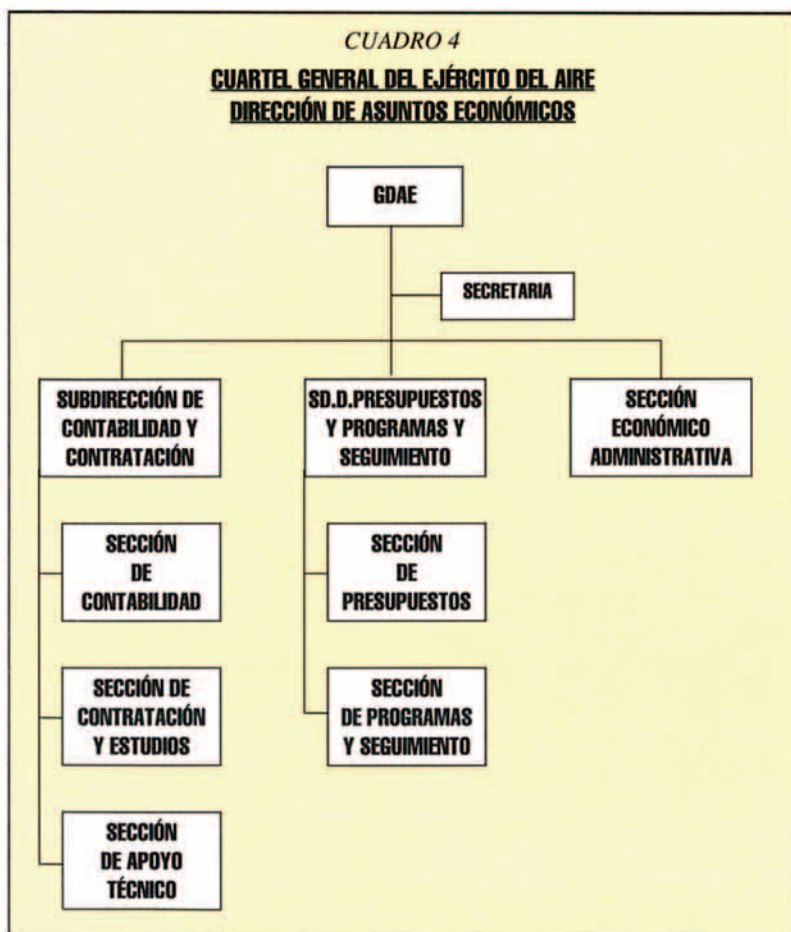 CUADRO 4
CUARTEL GENERAL DEL EJÉRCITO DEL AIRE
DIRECCIÓN DE ASUNTOS ECONÓMICOS
GDAE
SECRETARIA
SUBDIRECCIÓN DE
CONTABILIDAD Y
CONTRATACIÓN
SD.D.PRESUPUESTOS
Y PROGRAMAS Y
SEGUIMIENTO
SECCIÓN
ECONÓMICO
ADMINISTRATIVA
SECCIÓN
DE
CONTABILIDAD
SECCIÓN
DE
PRESUPUESTOS
SECCIÓN DE
CONTRATACIÓN
Y ESTUDIOS
SECCIÓN
DE PROGRAMAS
Y SEGUIMIENTO
SECCIÓN
DE APOYO
TÉCNICO